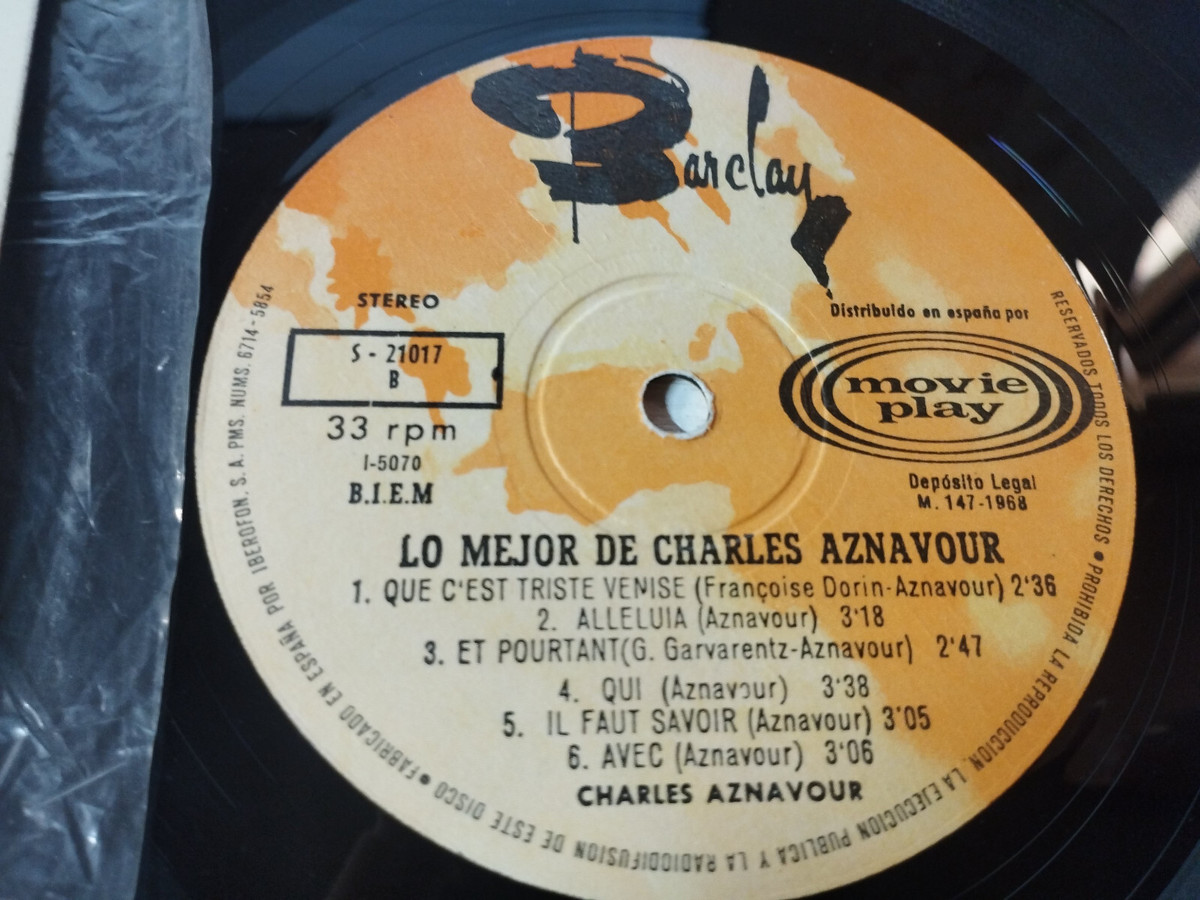 Barclay
STEREO
S - 21017
B
33 rpm
I-5070
B.I.E.M
Distribuido en españa por
movie
play
Depósito Legal
M. 147-1968
LO MEJOR DE CHARLES AZNAVOUR
1. QUE C'EST TRISTE VENISE (Françoise Dorin-Aznavour) 2'36
2. ALLELUIA (Aznavour) 3'18
3. ET POURTANT(G. Garvarentz-Aznavour) 2'47
4. QUI (Aznavour) 3'38
5. IL FAUT SAVOIR (Aznavour) 3'05
6. AVEC (Aznavour) 3'06
CHARLES AZNAVOUR
RESERVADOS TODOS LOS DERECHOS • PROHIBIDA LA REPRODUCCION, LA EJECUCION PUBLICA Y LA RADIODIFUSION DE ESTE DISCO • FABRICADO EN ESPAÑA POR IBEROFON. S. A. PMS. NUMS. 6714-5854